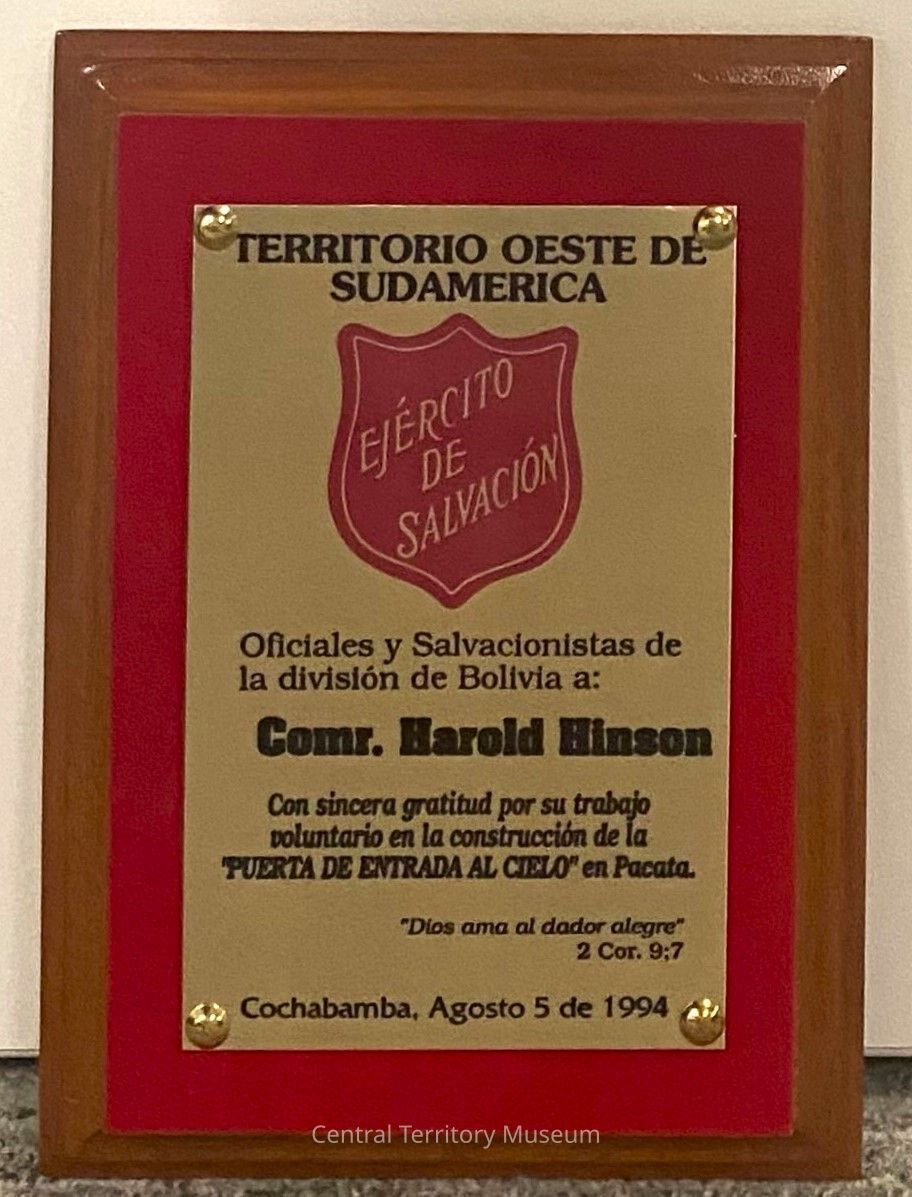 TERRITORIO OESTE DE
SUDAMERICA
EJÉRCITO
DE
SALVACIÓN
Oficiales y Salvacionistas de
la división de Bolivia a:
Comr. Harold Hinson
Con sincera gratitud por su trabajo
voluntario en la construcción de la
"PUERTA DE ENTRADA AL CIELO" en Pacata.
"Dios ama al dador alegre"
2 Cor. 9;7
Cochabamba, Agosto 5 de 1994
Central Territory Museum